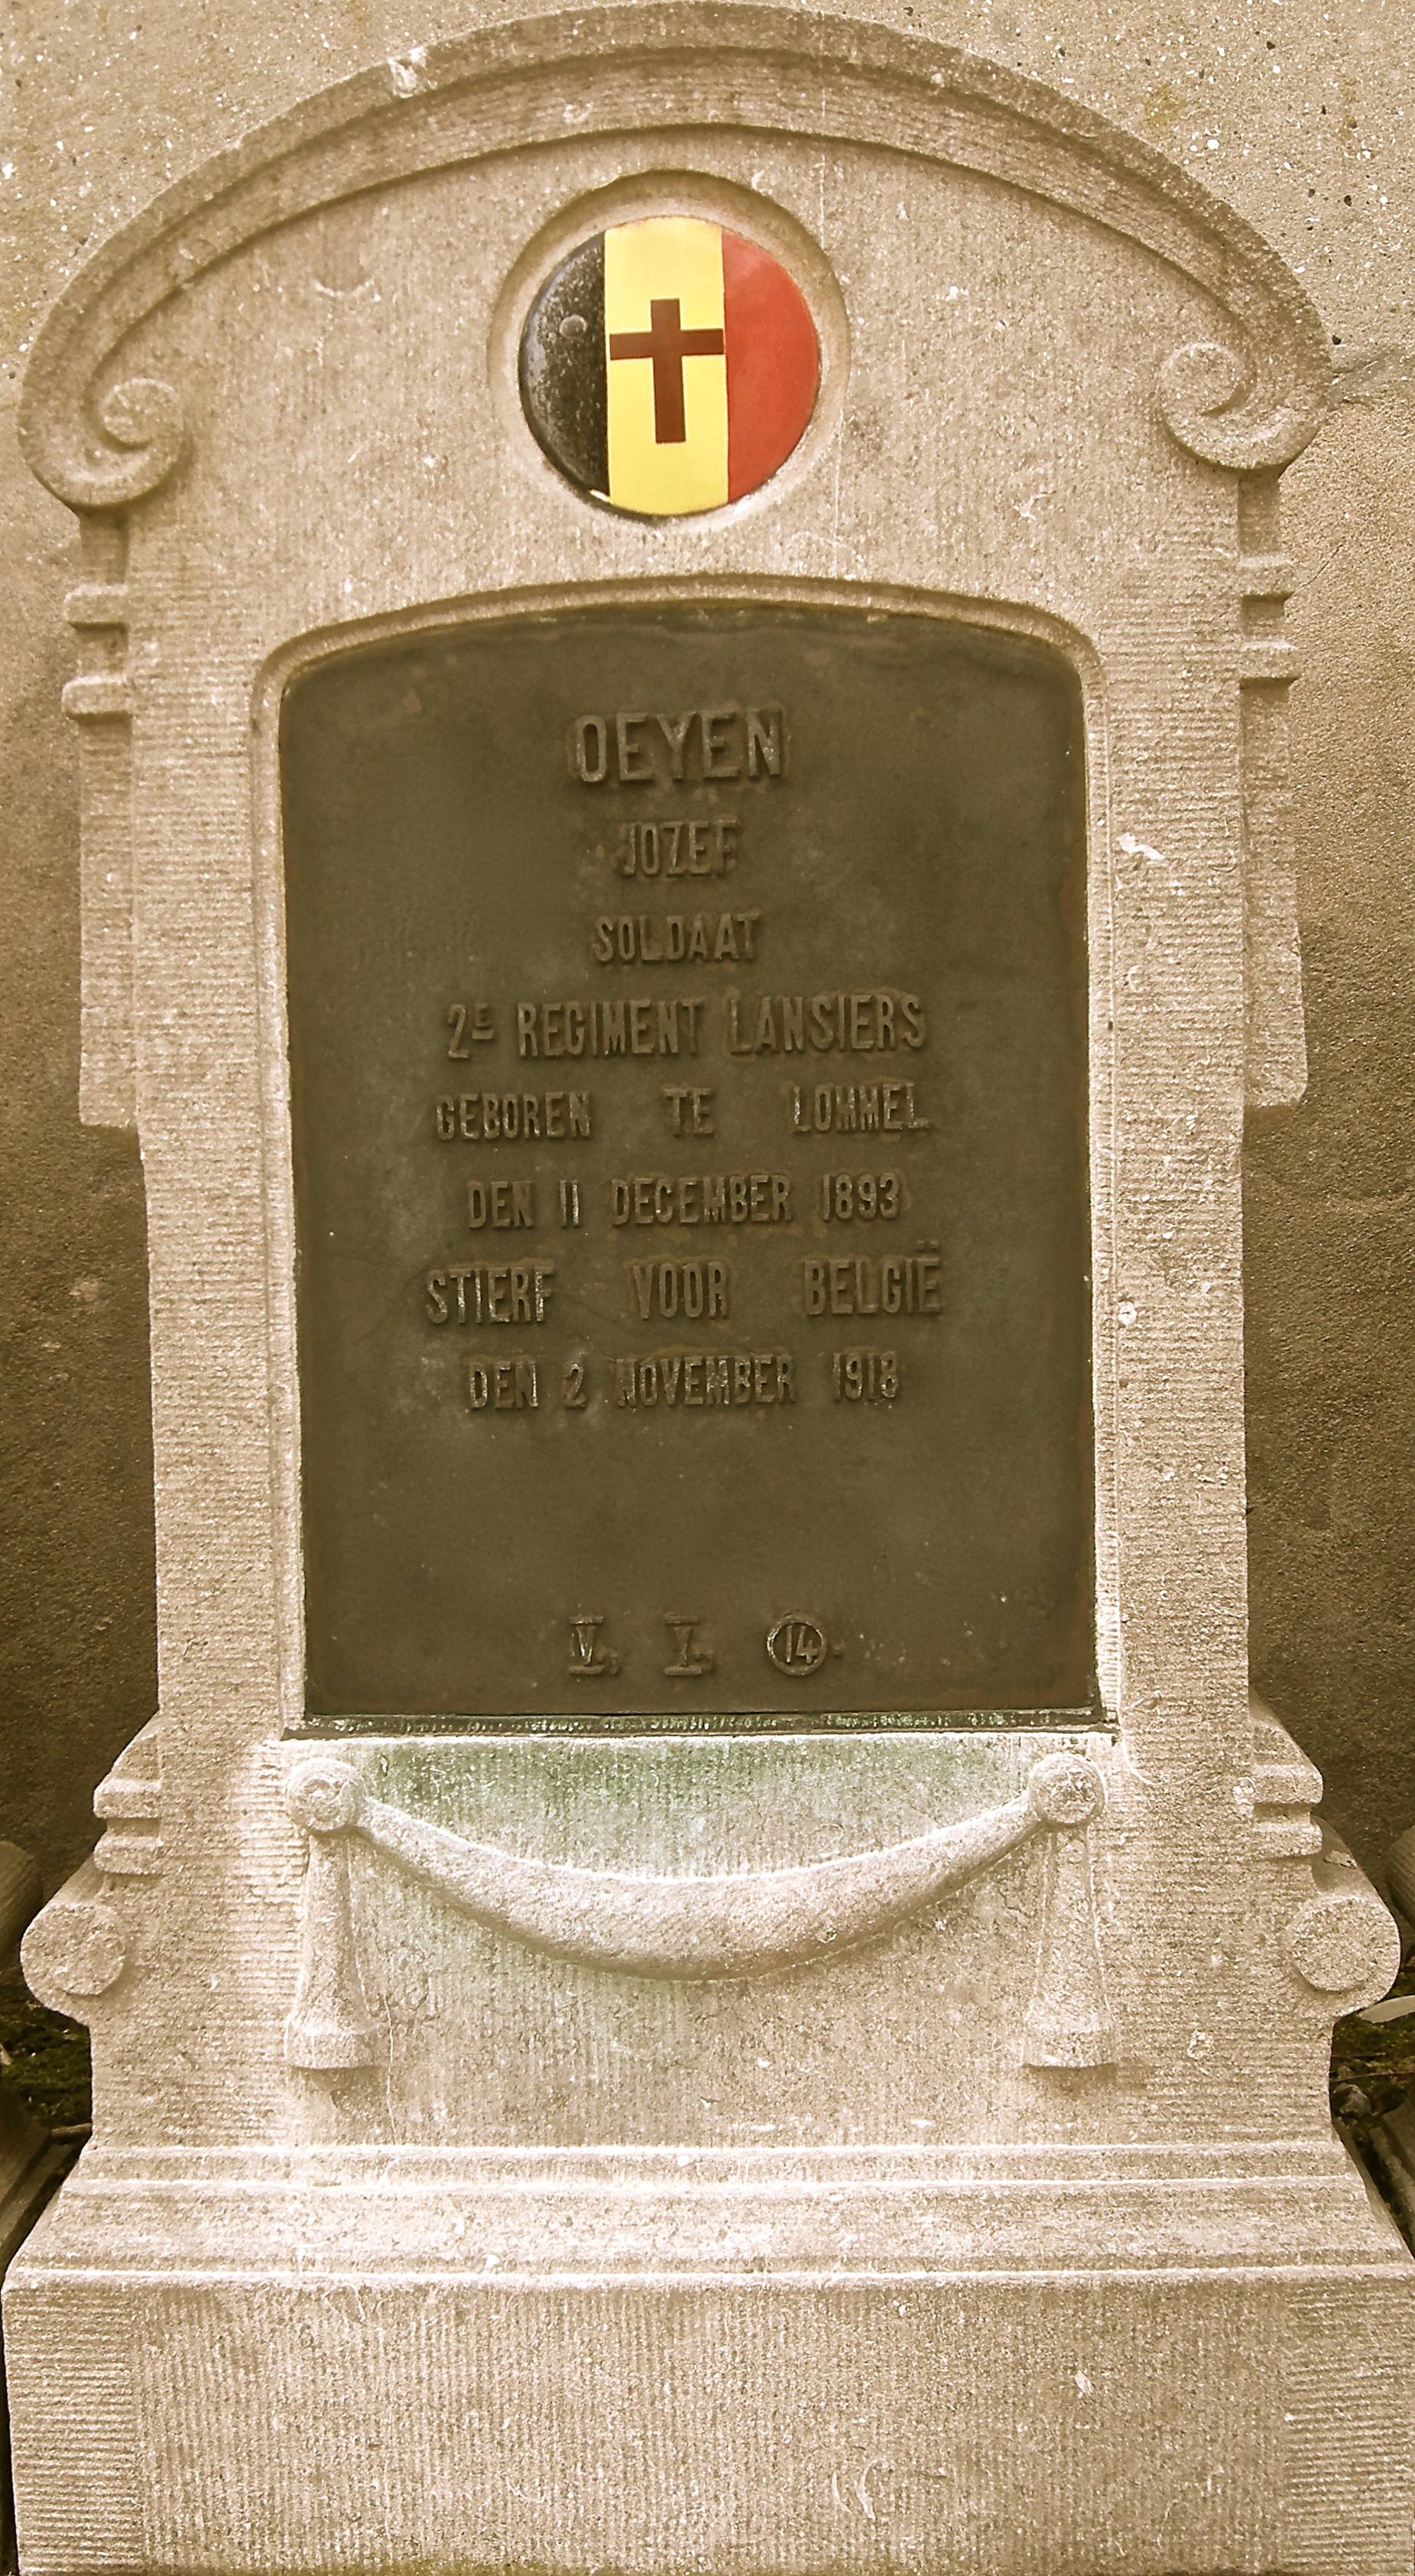 OEYEN
JOZEF
SOLDAAT
2E REGIMENT LANSIERS
GEBOREN TE LOMMEL
DEN 11 DECEMBER 1893
STIERF VOOR BELGIË
DEN 2 NOVEMBER 1918
V, X. 14.